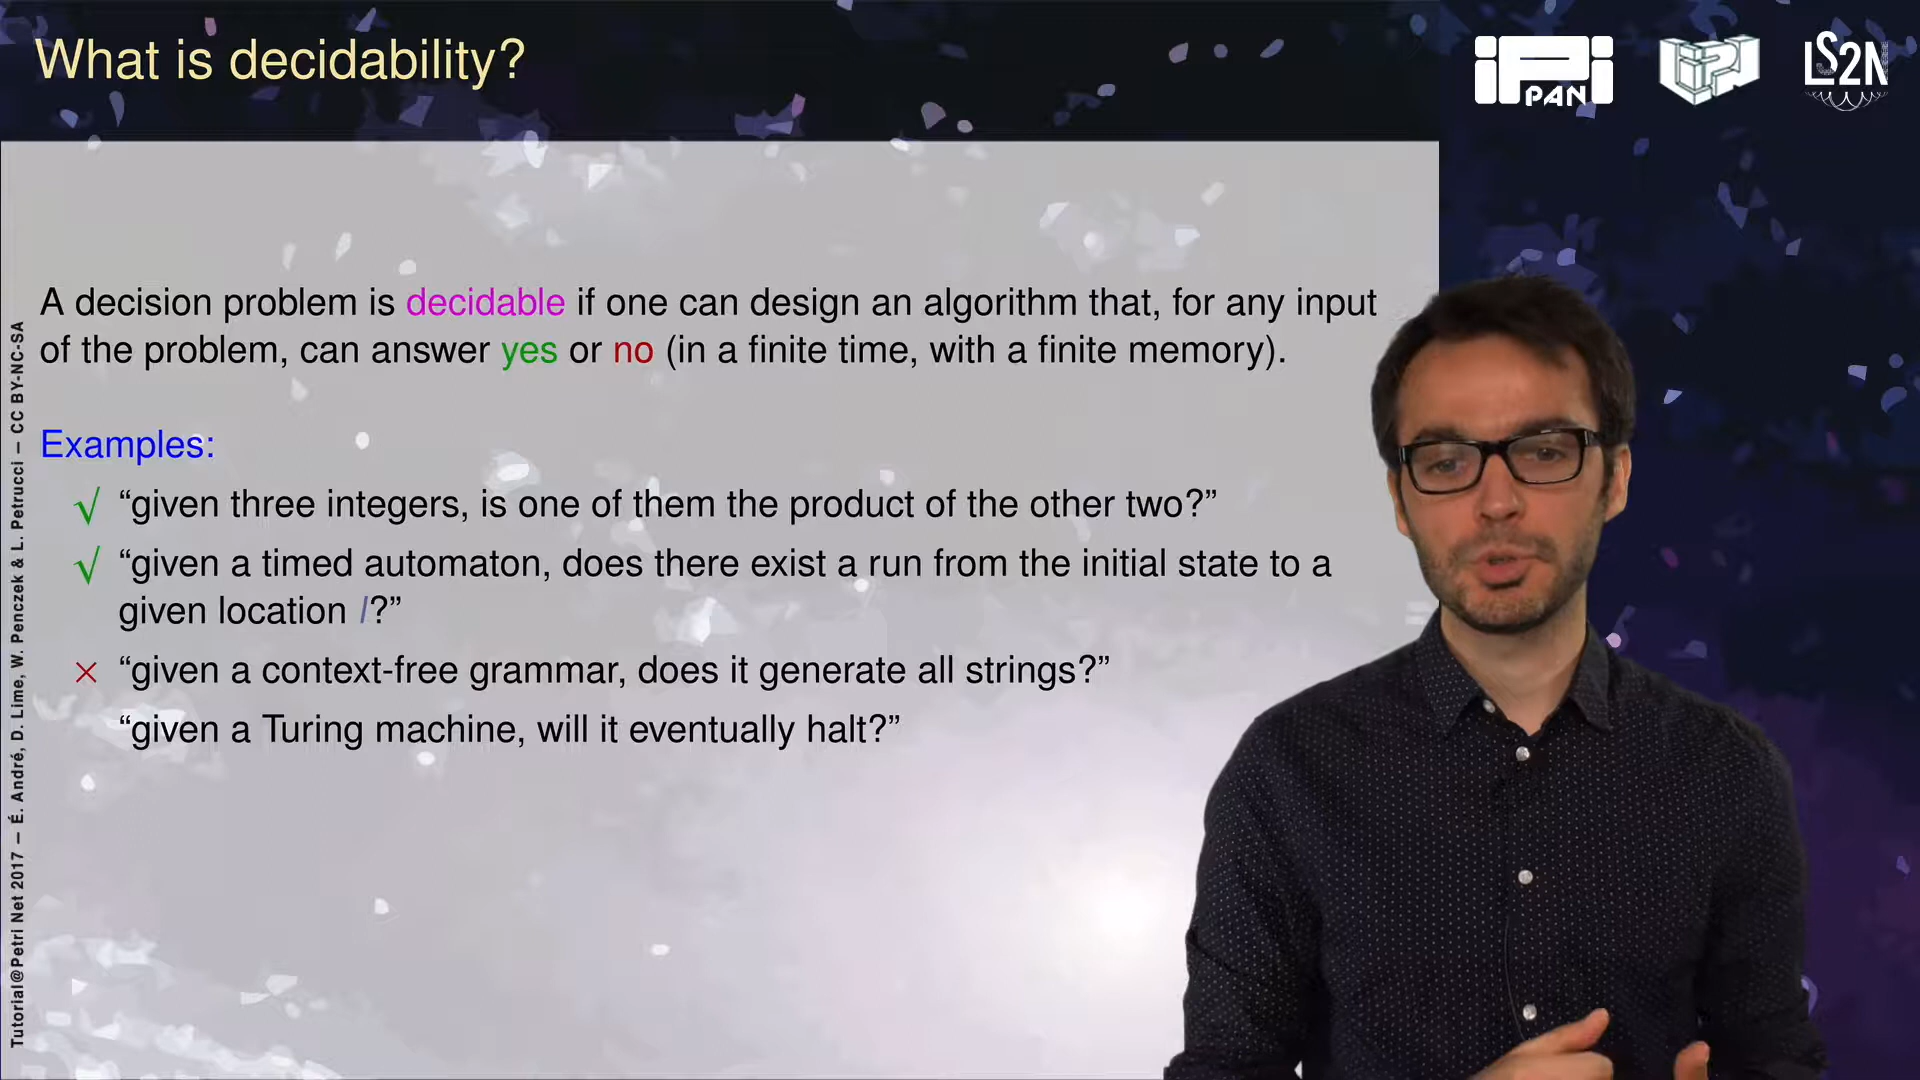 What is decidability?
iPi
PAN
LIPN
LS2N
A decision problem is decidable if one can design an algorithm that, for any input
of the problem, can answer yes or no (in a finite time, with a finite memory).
Examples:
√ “given three integers, is one of them the product of the other two?”
√ “given a timed automaton, does there exist a run from the initial state to a
given location l?”
× “given a context-free grammar, does it generate all strings?”
“given a Turing machine, will it eventually halt?”
Tutorial@Petri Net 2017 – É. André, D. Lime, W. Penczek & L. Petrucci – CC BY-NC-SA